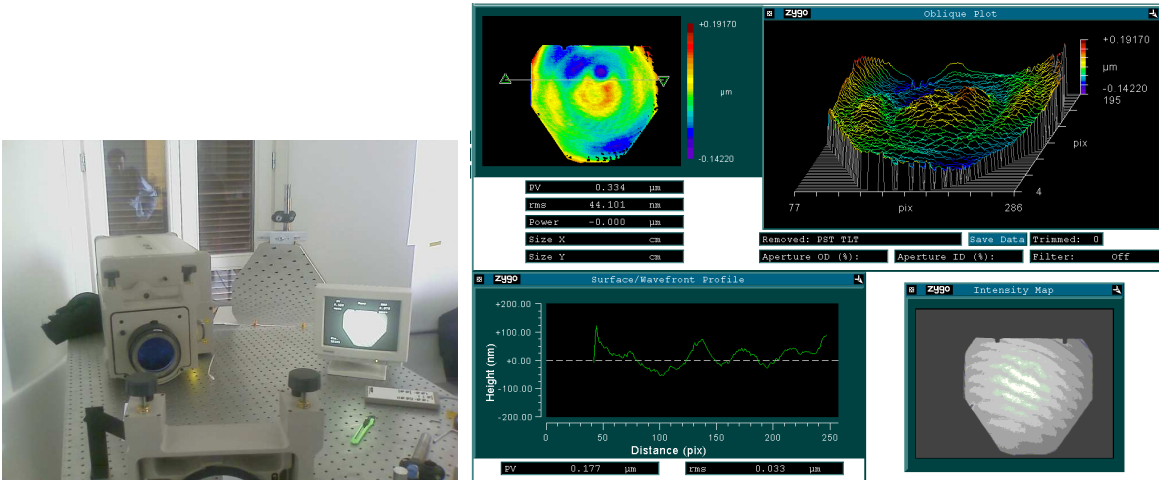 +0.19170
μm
-0.14220
PV 0.334 μm
rms 44.101 nm
Power -0.000 μm
Size X cm
Size Y cm
zygo Oblique Plot
+0.19170
μm
-0.14220
195
pix
4
77 pix 286
Removed: PST TLT Save Data Trimmed: 0
Aperture OD (%): Aperture ID (%): Filter: Off
zygo Surface/Wavefront Profile
+200.00
+100.00
+0.00
-100.00
-200.00
Height (nm)
0 50 100 150 200 250
Distance (pix)
PV 0.177 μm rms 0.033 μm
zygo Intensity Map